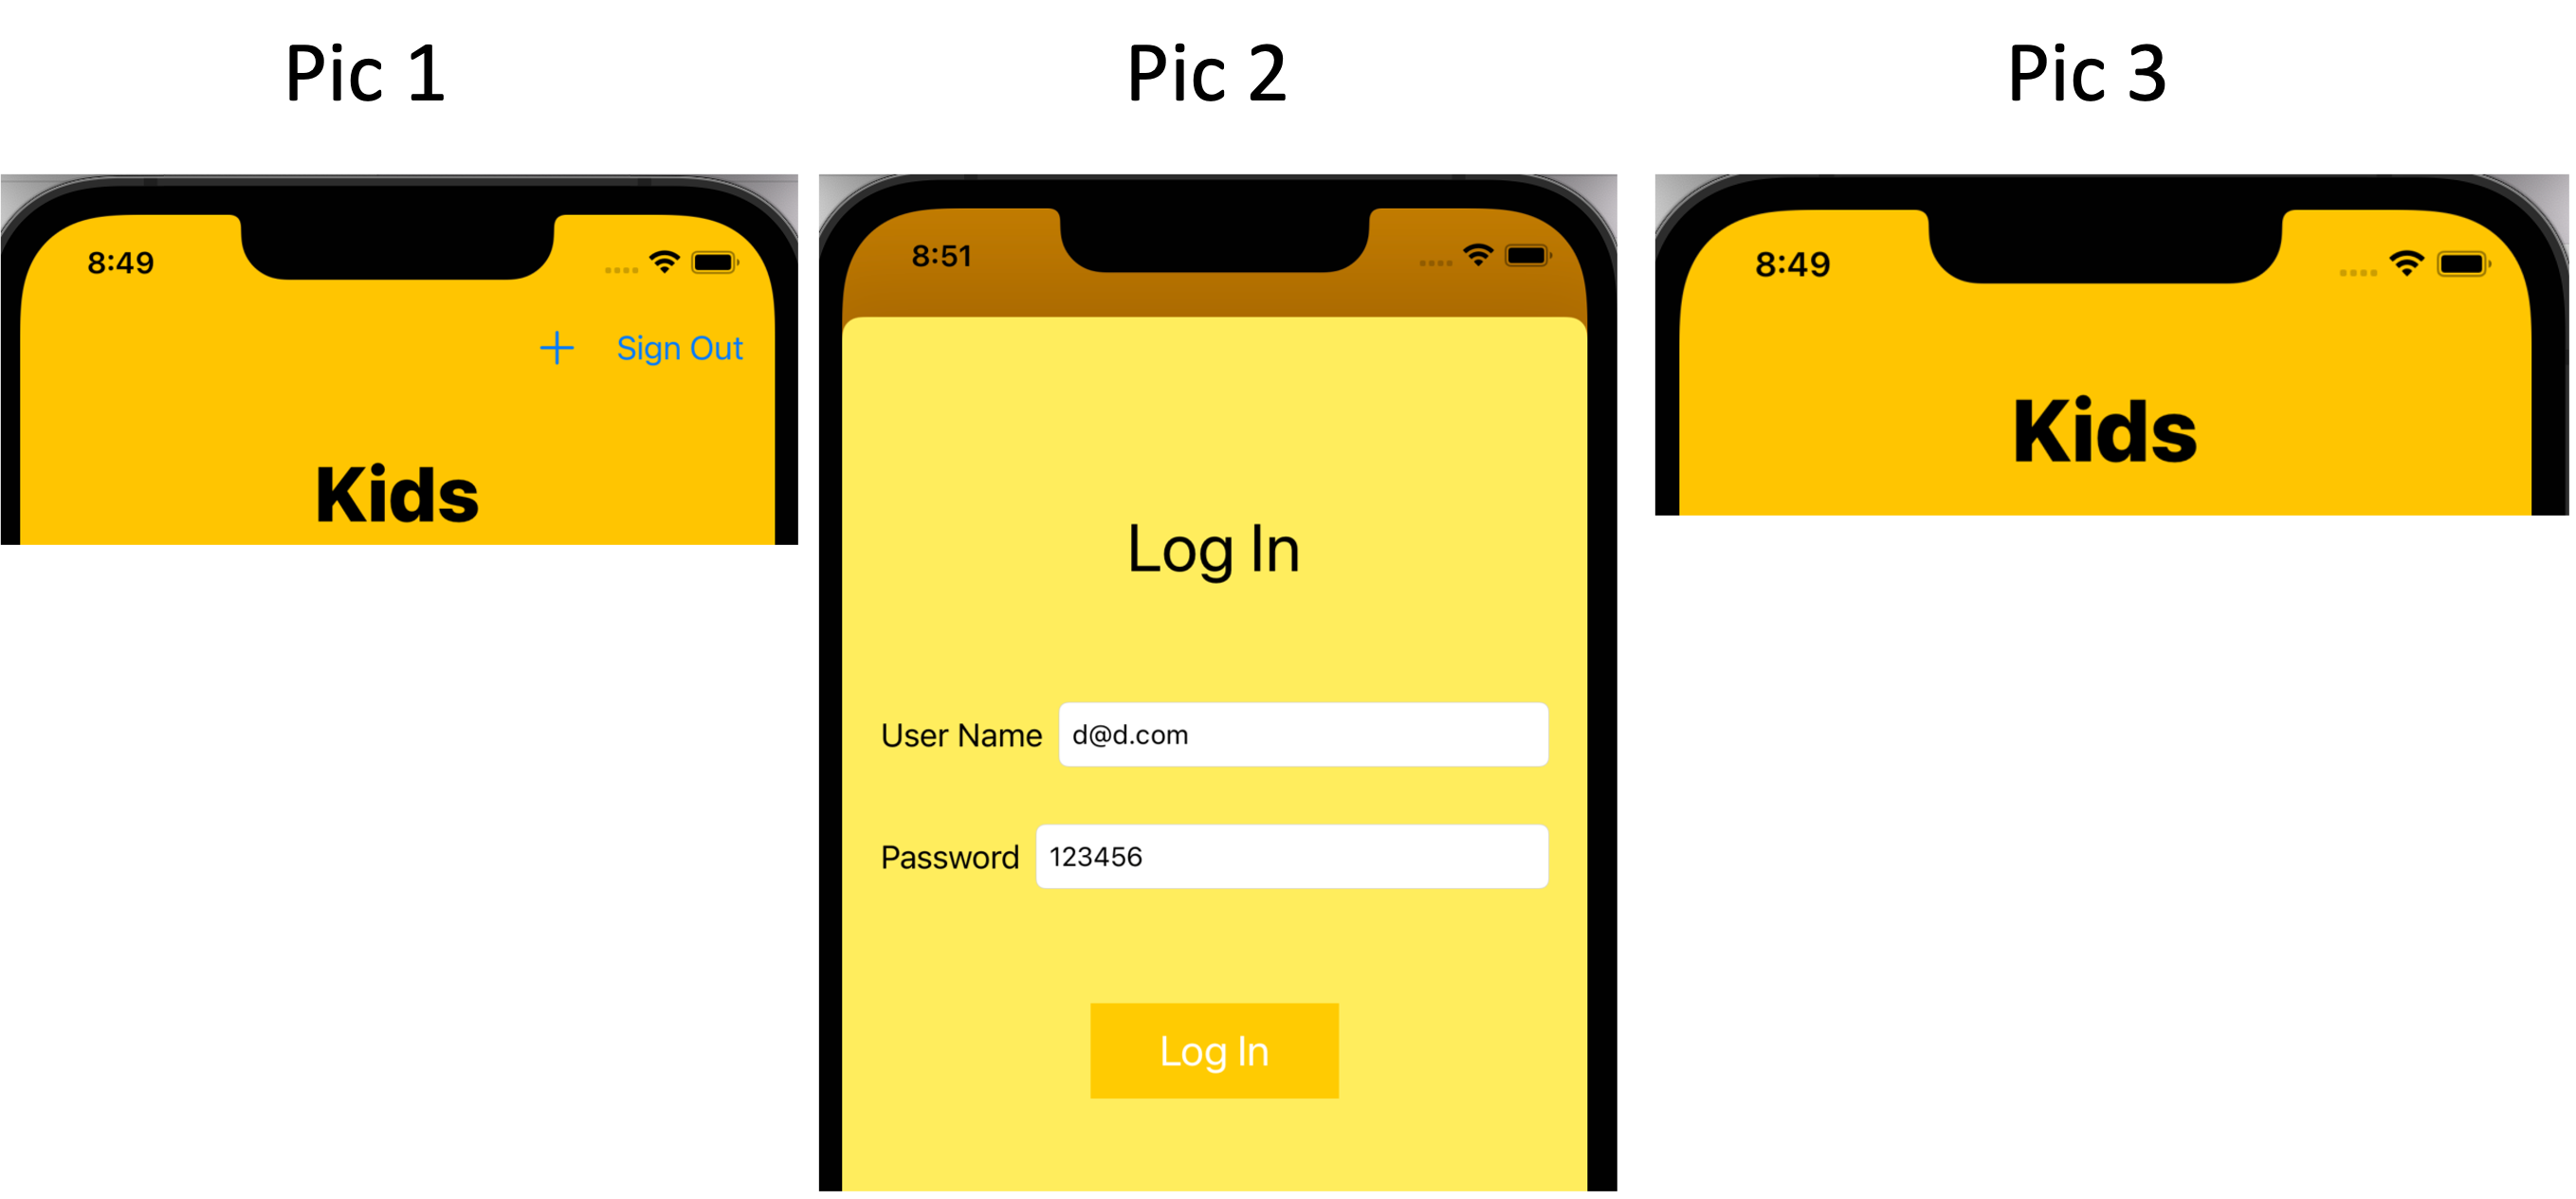 Pic 1
8:49
+ Sign Out
Kids
Pic 2
8:51
Log In
User Name d@d.com
Password 123456
Log In
Pic 3
8:49
Kids